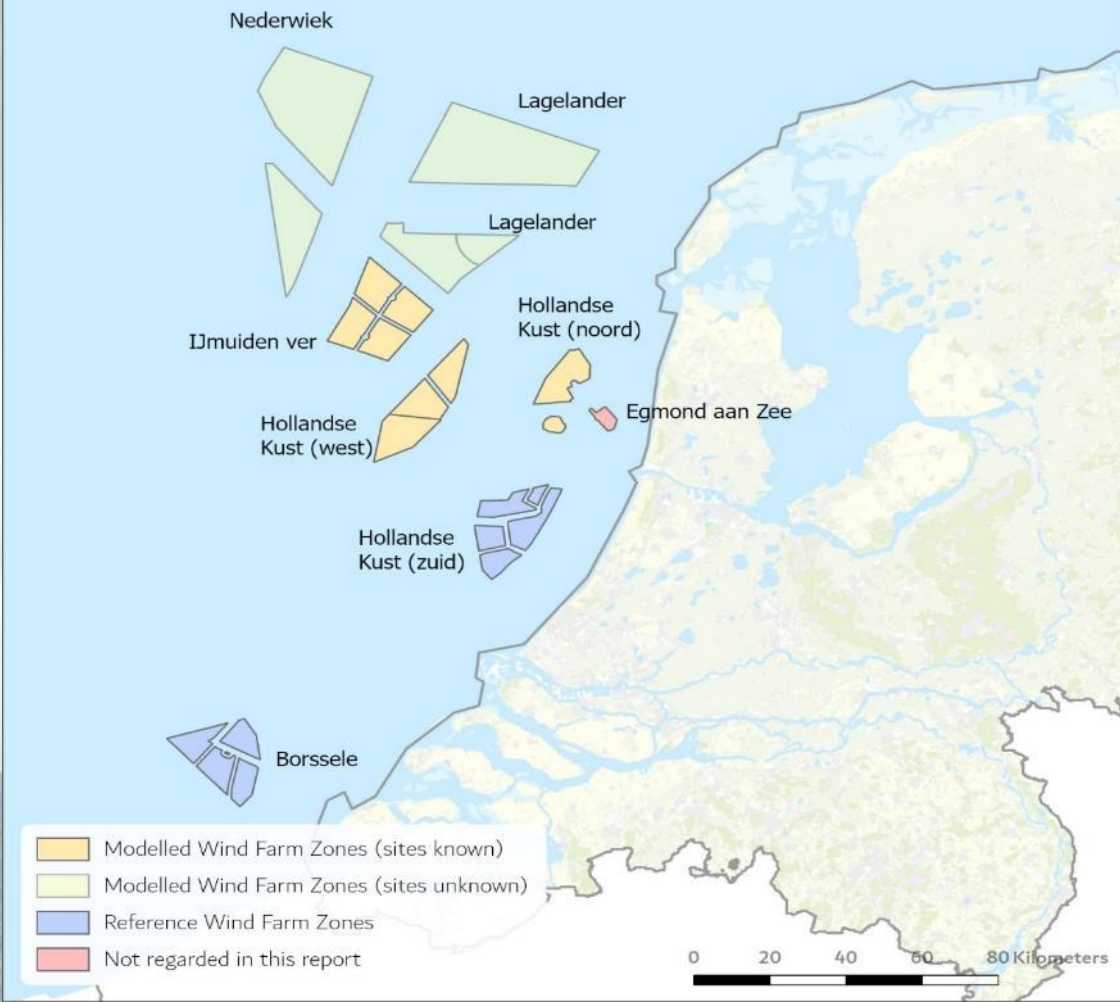 Nederwiek
Lagelander
Lagelander
Hollandse
Kust (noord)
IJmuiden ver
Egmond aan Zee
Hollandse
Kust (west)
Hollandse
Kust (zuid)
Borssele
Modelled Wind Farm Zones (sites known)
Modelled Wind Farm Zones (sites unknown)
Reference Wind Farm Zones
Not regarded in this report
0 20 40 60 80 Kilometers